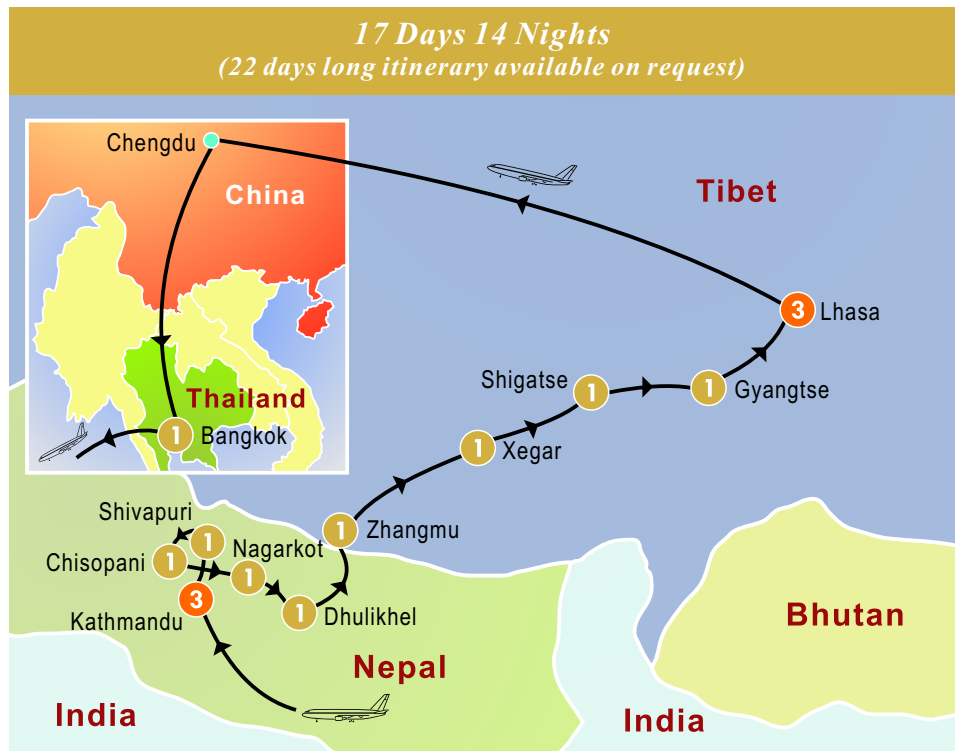 17 Days 14 Nights
(22 days long itinerary available on request)
Chengdu
China
Tibet
3
Lhasa
Shigatse
1
1
Gyangtse
Thailand
1
Bangkok
1
Xegar
Shivapuri
1
Zhangmu
1
Nagarkot
Chisopani
1
1
3
1
Dhulikhel
Kathmandu
Bhutan
Nepal
India
India